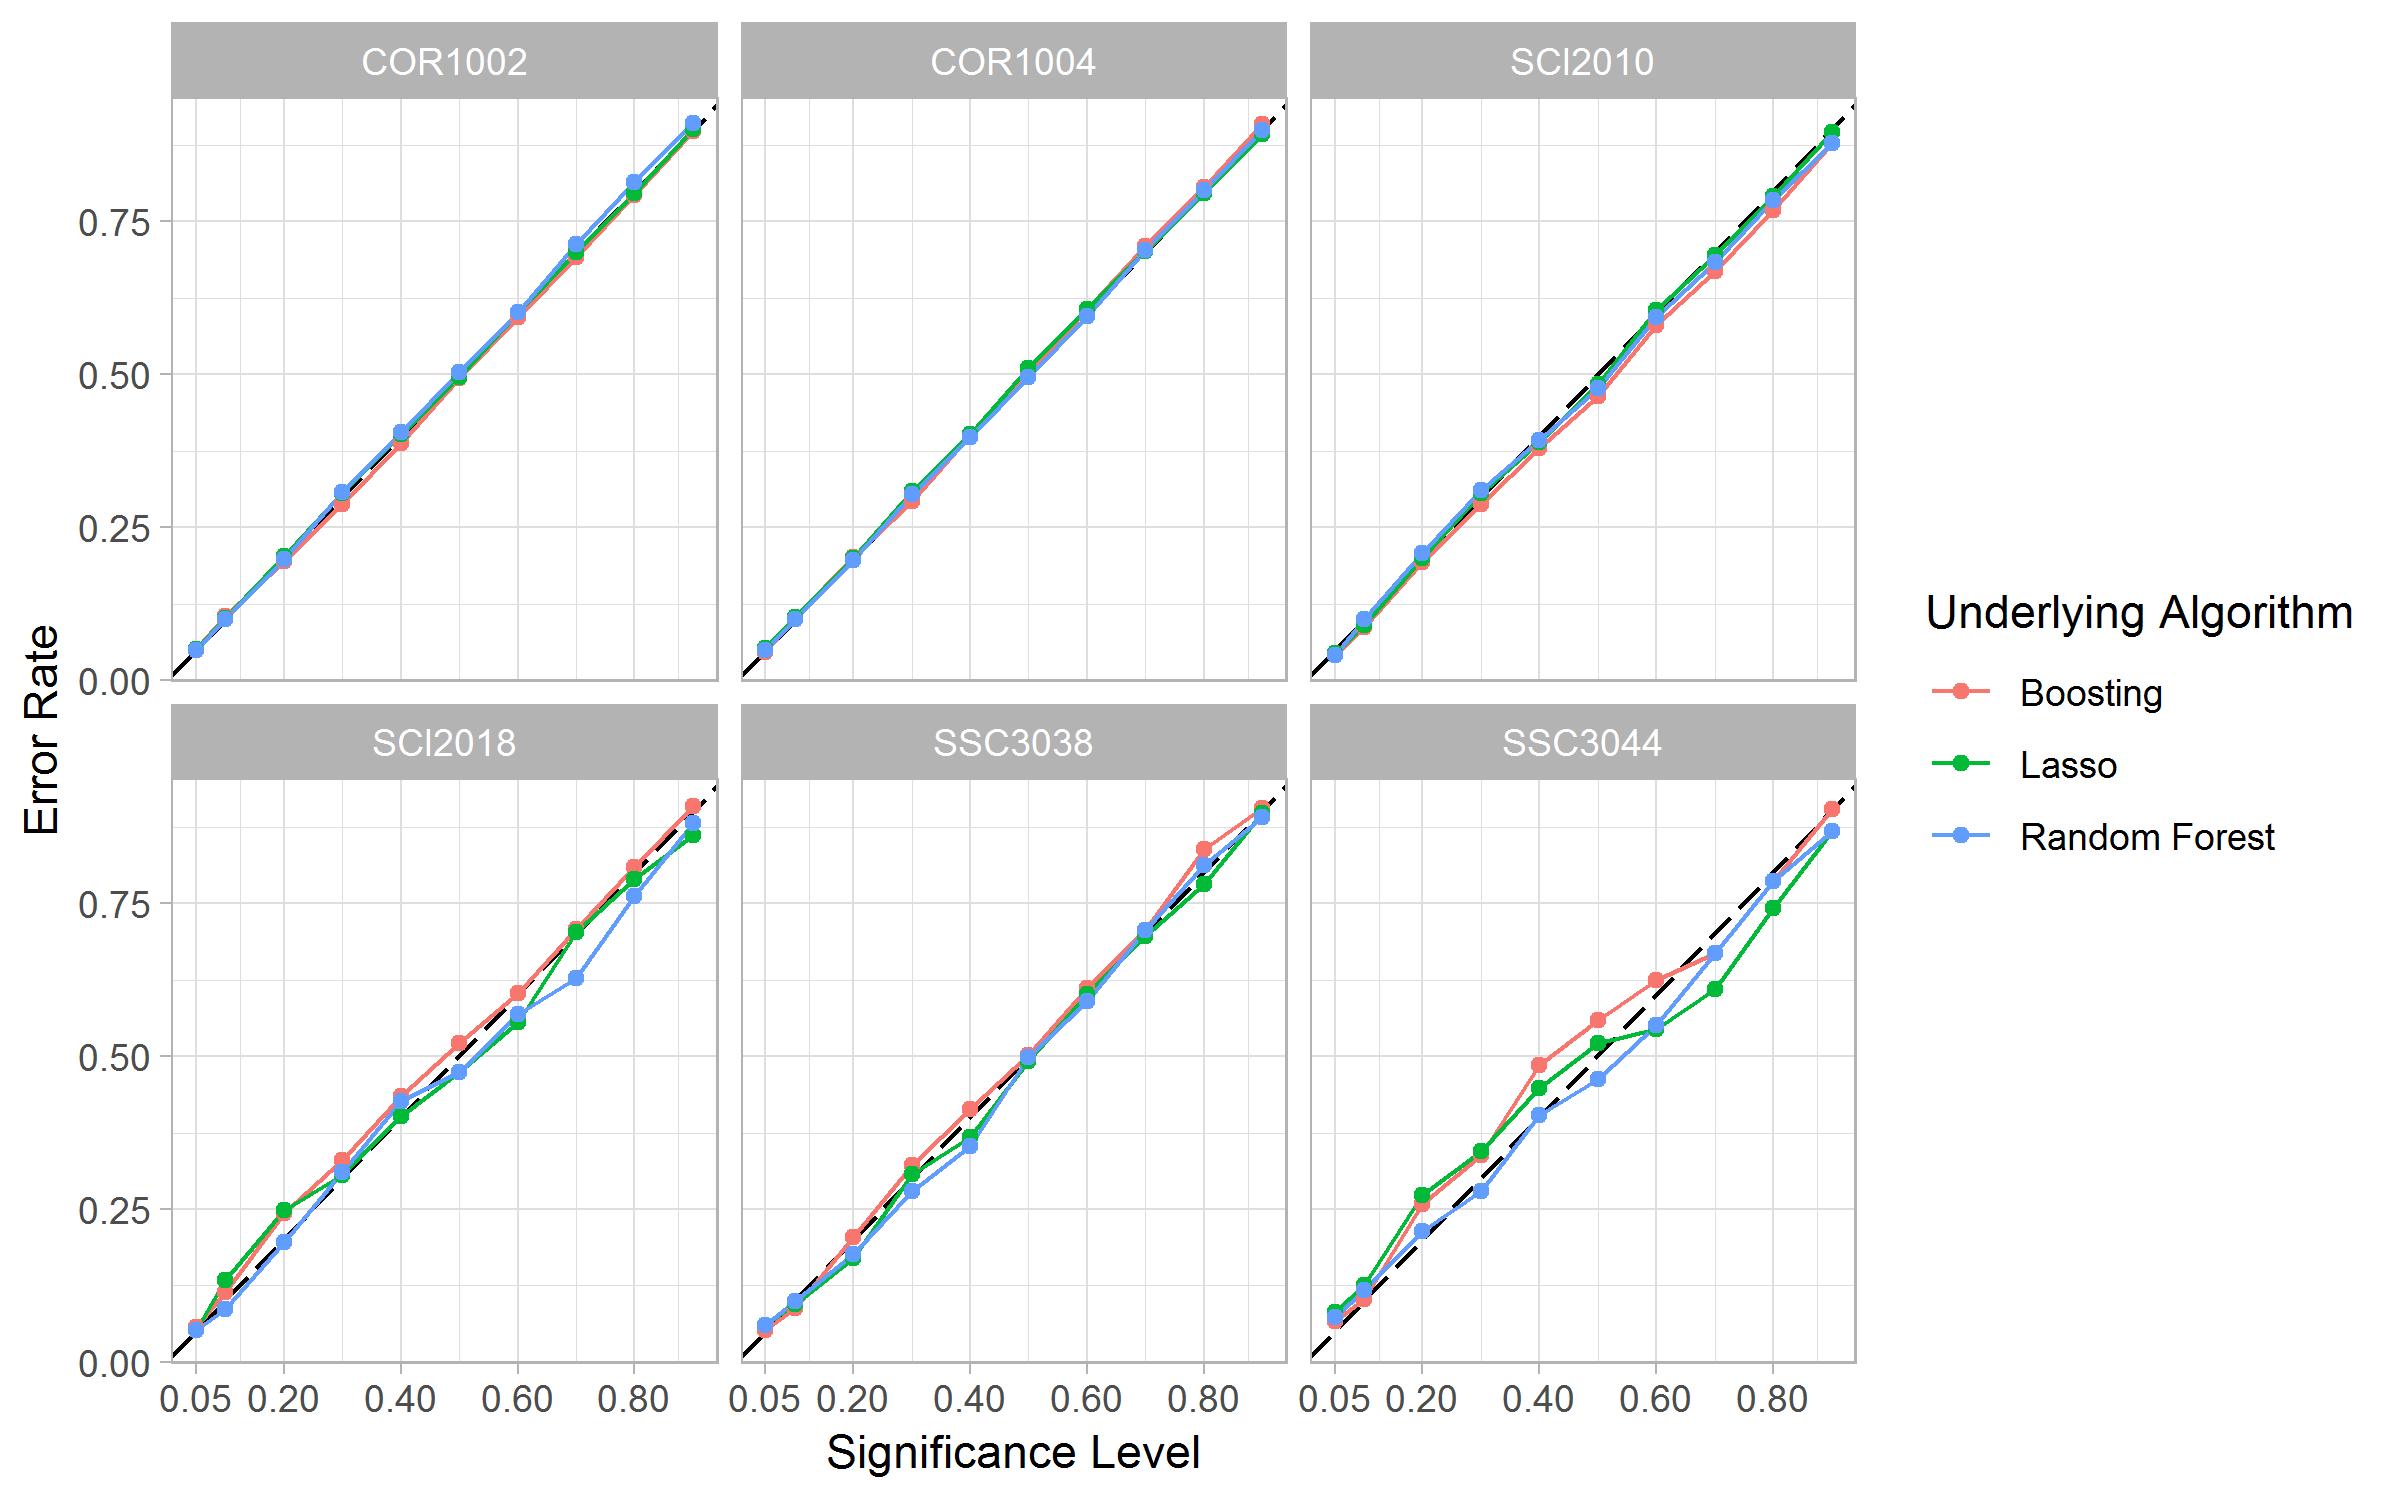 COR1002 COR1004 SCI2010
0.75
0.50
0.25
0.00
SCI2018 SSC3038 SSC3044
0.75
0.50
0.25
0.00
0.05 0.20 0.40 0.60 0.80 0.05 0.20 0.40 0.60 0.80 0.05 0.20 0.40 0.60 0.80
Significance Level
Error Rate
Underlying Algorithm
Boosting
Lasso
Random Forest